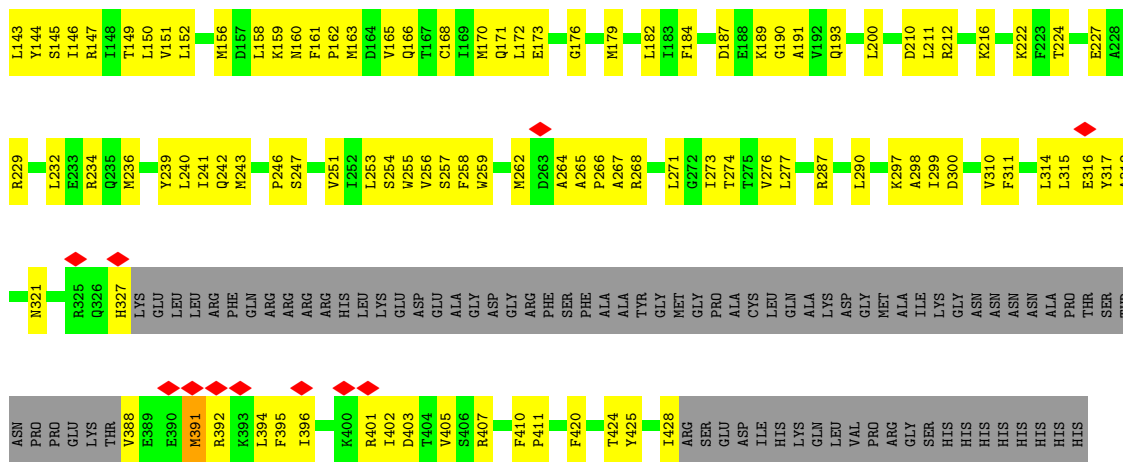 L143 Y144 S145 I146 R147 I148 T149 L150 V151 L152 M156 D157 L158 K159 N160 F161 P162 M163 D164 V165 Q166 T167 C168 I169 M170 Q171 L172 E173 G176 M179 L182 I183 F184 D187 E188 K189 G190 A191 V192 Q193 L200 D210 L211 R212 K216 K222 F223 T224 E227 A228
R229 L232 E233 R234 Q235 M236 Y239 L240 I241 Q242 M243 P246 S247 V251 I252 L253 S254 W255 V256 S257 F258 W259 M262 D263 A264 A265 P266 A267 R268 L271 G272 I273 T274 T275 V276 L277 R287 L290 K297 A298 I299 D300 V310 F311 L314 L315 E316 Y317
N321 R325 Q326 H327 LYS GLU LEU LEU ARG PHE GLN ARG ARG ARG ARG HIS LEU LYS GLU ASP GLU ALA GLY ASP GLY ARG PHE SER PHE ALA ALA TYR GLY MET GLY PRO ALA CYS LEU GLN ALA LYS ASP GLY MET ALA ILE LYS GLY ASN ASN ASN ASN ALA PRO THR SER
ASN PRO PRO GLU LYS THR V388 E389 E390 M391 R392 K393 L394 F395 I396 K400 R401 I402 D403 T404 V405 S406 R407 F410 P411 F420 T424 Y425 I428 ARG SER GLU ASP ILE HIS LYS GLN LEU VAL PRO ARG GLY SER HIS HIS HIS HIS HIS HIS HIS HIS